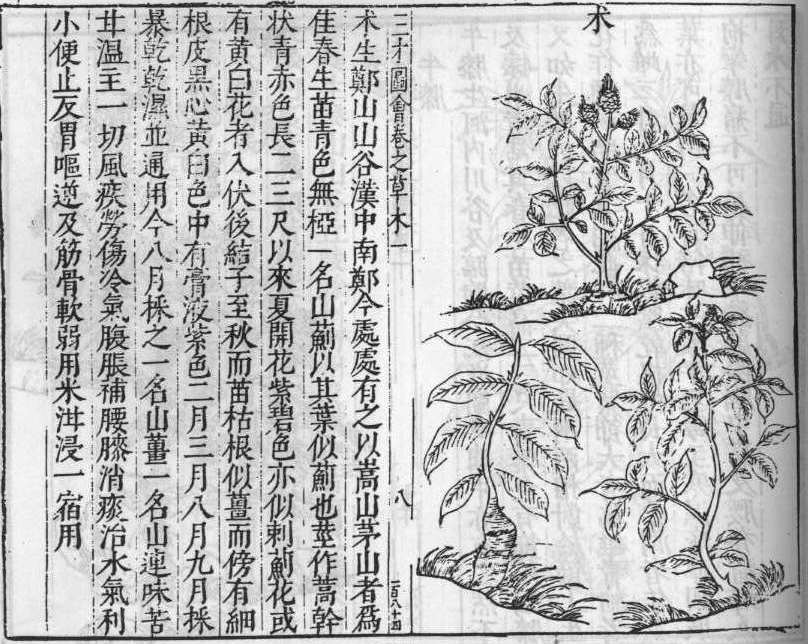 朮
三才圖會卷之草木一
八
一百八十四
朮生鄭山山谷漢中南鄭今處處有之以嵩山茅山者爲
佳春生苗青色無椏一名山薊以其葉似薊也莖作蒿幹
狀青赤色長二三尺以來夏開花紫碧色亦似刺薊花或
有黃白花者入伏後結子至秋而苗枯根似薑而傍有細
根皮黑心黃白色中有膏液紫色二月三月八月九月採
暴乾乾濕並通用今八月採之一名山薑一名山連味苦
甘溫主一切風疾勞傷冷氣腹脹補腰膝消痰治水氣利
小便止反胃嘔逆及筋骨軟弱用米泔浸一宿用